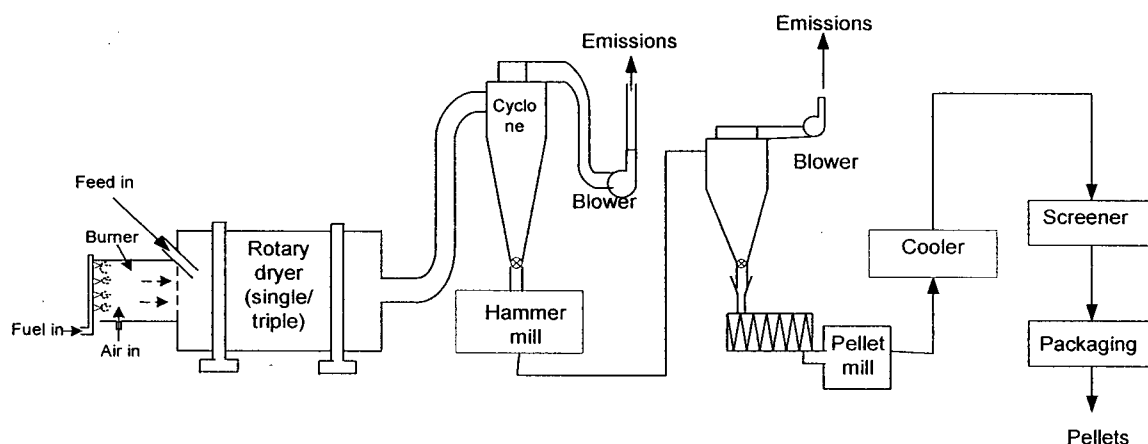 Emissions
Emissions
Cyclo
ne
Blower
Blower
Feed in
Burner
Fuel in
Air in
Rotary
dryer
(single/
triple)
Hammer
mill
Pellet
mill
Cooler
Screener
Packaging
Pellets